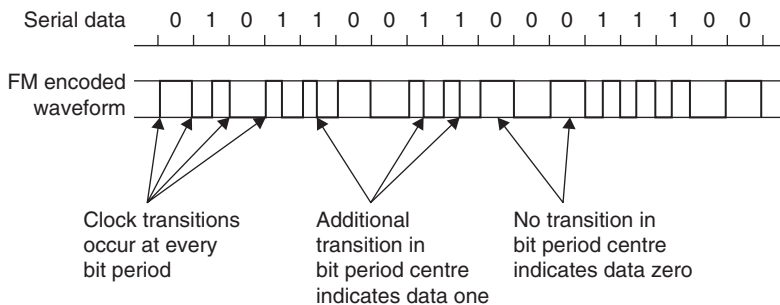 Serial data 0 1 0 1 1 0 0 1 1 0 0 0 1 1 1 0 0
FM encoded
waveform
Clock transitions
occur at every
bit period
Additional
transition in
bit period centre
indicates data one
No transition in
bit period centre
indicates data zero